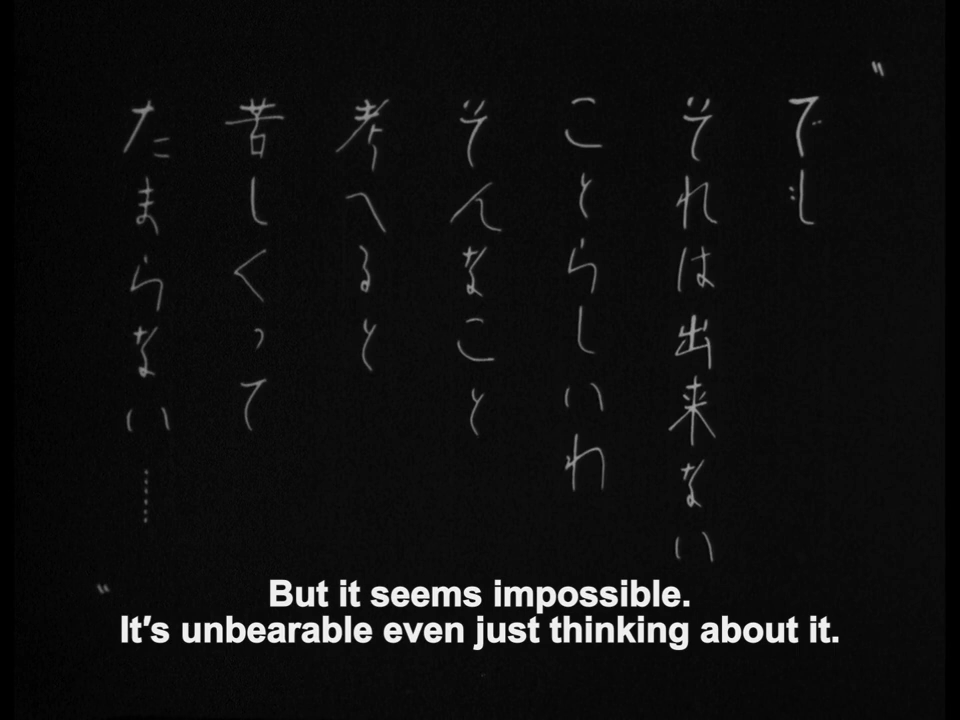 〝
でも
それは出来ない
ことらしいわ
そんなこと
考へると
苦しくって
たまらない……
〟
But it seems impossible.
It's unbearable even just thinking about it.